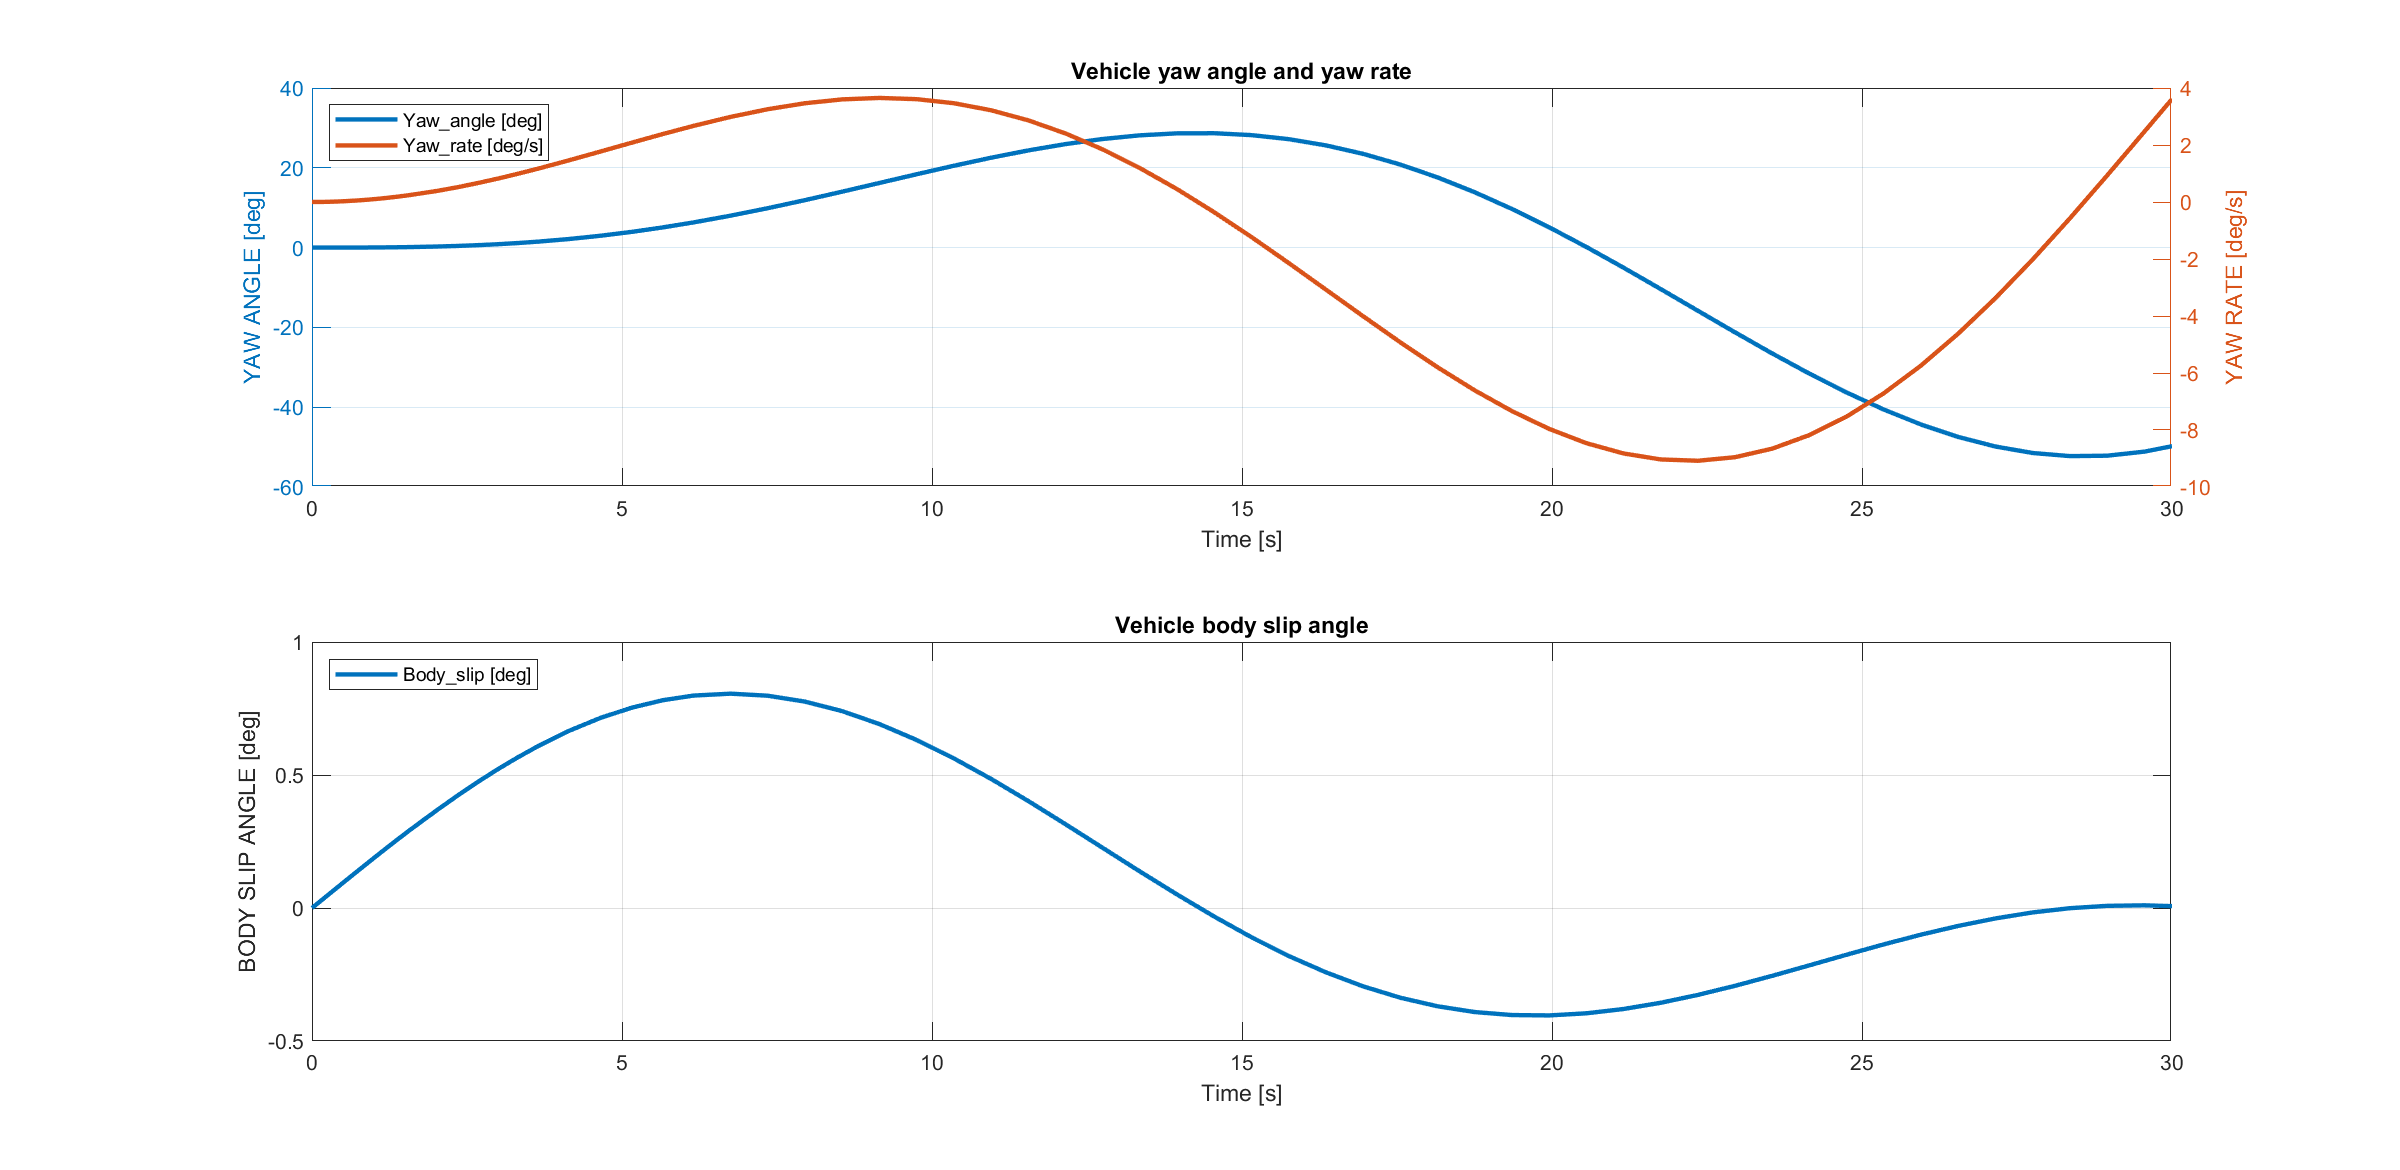 Vehicle yaw angle and yaw rate
YAW ANGLE [deg]
40
20
0
-20
-40
-60
Yaw_angle [deg]
Yaw_rate [deg/s]
4
2
0
-2
-4
-6
-8
-10
YAW RATE [deg/s]
0 5 10 15 20 25 30
Time [s]
Vehicle body slip angle
BODY SLIP ANGLE [deg]
1
0.5
0
-0.5
Body_slip [deg]
0 5 10 15 20 25 30
Time [s]